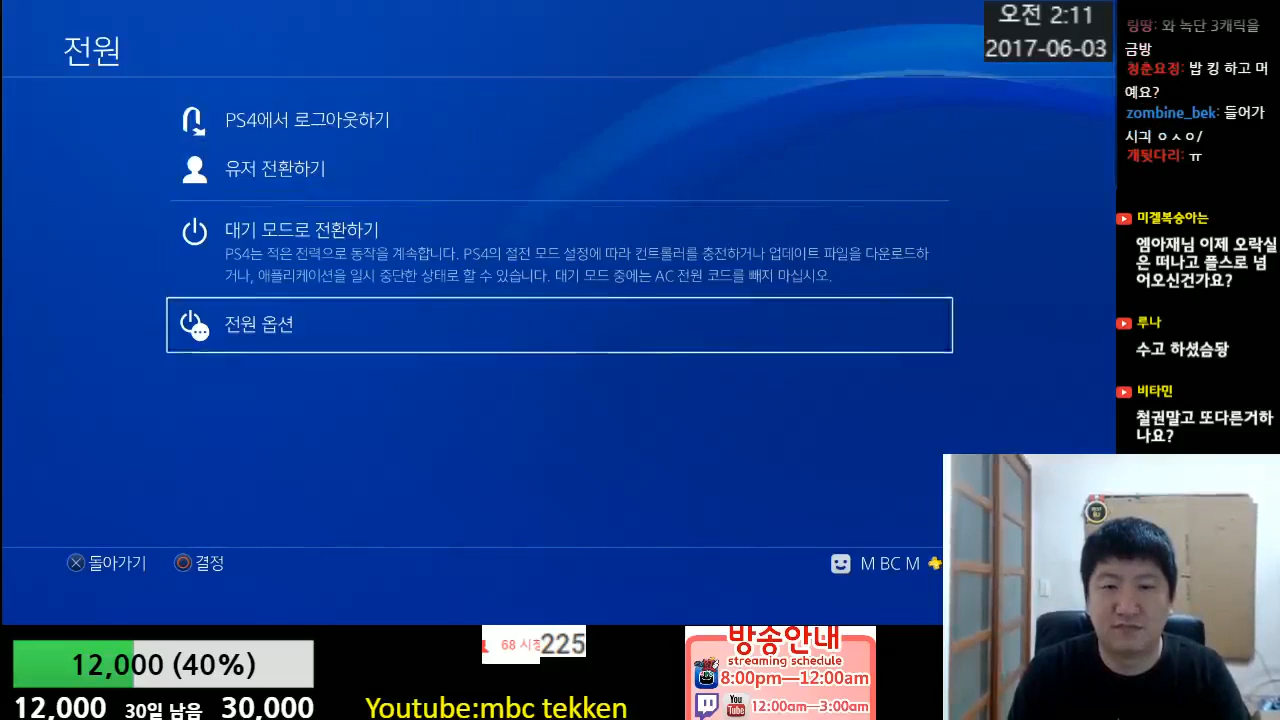 전원
오전 2:11
2017-06-03
PS4에서 로그아웃하기
유저 전환하기
대기 모드로 전환하기
PS4는 적은 전력으로 동작을 계속합니다. PS4의 절전 모드 설정에 따라 컨트롤러를 충전하거나 업데이트 파일을 다운로드하
거나, 애플리케이션을 일시 중단한 상태로 할 수 있습니다. 대기 모드 중에는 AC 전원 코드를 빼지 마십시오.
전원 옵션
돌아가기
결정
M BC M
링땅: 와 녹단 3캐릭을
금방
청춘요정: 밥 킹 하고 머
예요?
zombine_bek: 들어가
시긔 ㅇㅅㅇ/
개뒷다리: ㅠ
미겔복숭아는
엠아재님 이제 오락실
은 떠나고 플스로 넘
어오신건가요?
루나
수고 하셨슴돵
비타민
철권말고 또다른거하
나요?
12,000 (40%)
12,000 30일 남음 30,000
Youtube:mbc tekken
68 시청
225
방송안내
streaming schedule
8:00pm—12:00am
You
Tube
12:00am—3:00am